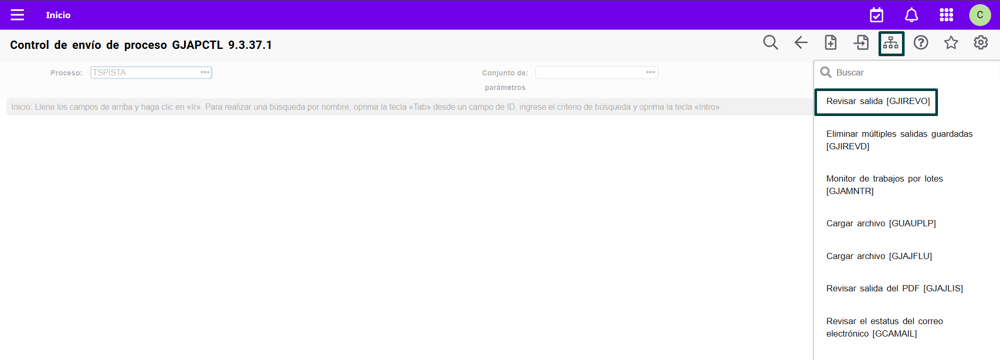 Inicio
C
Control de envío de proceso GJAPCTL 9.3.37.1
Proceso: TSPISTA
Conjunto de:
parámetros
Inicio: Llene los campos de arriba y haga clic en «Ir». Para realizar una búsqueda por nombre, oprima la tecla «Tab» desde un campo de ID, ingrese el criterio de búsqueda y oprima la tecla «Intro».
Buscar
Revisar salida [GJIREVO]
Eliminar múltiples salidas guardadas
[GJIREVD]
Monitor de trabajos por lotes
[GJAMNTR]
Cargar archivo [GUAUPLP]
Cargar archivo [GJAJFLU]
Revisar salida del PDF [GJAJLIS]
Revisar el estatus del correo
electrónico [GCAMAIL]